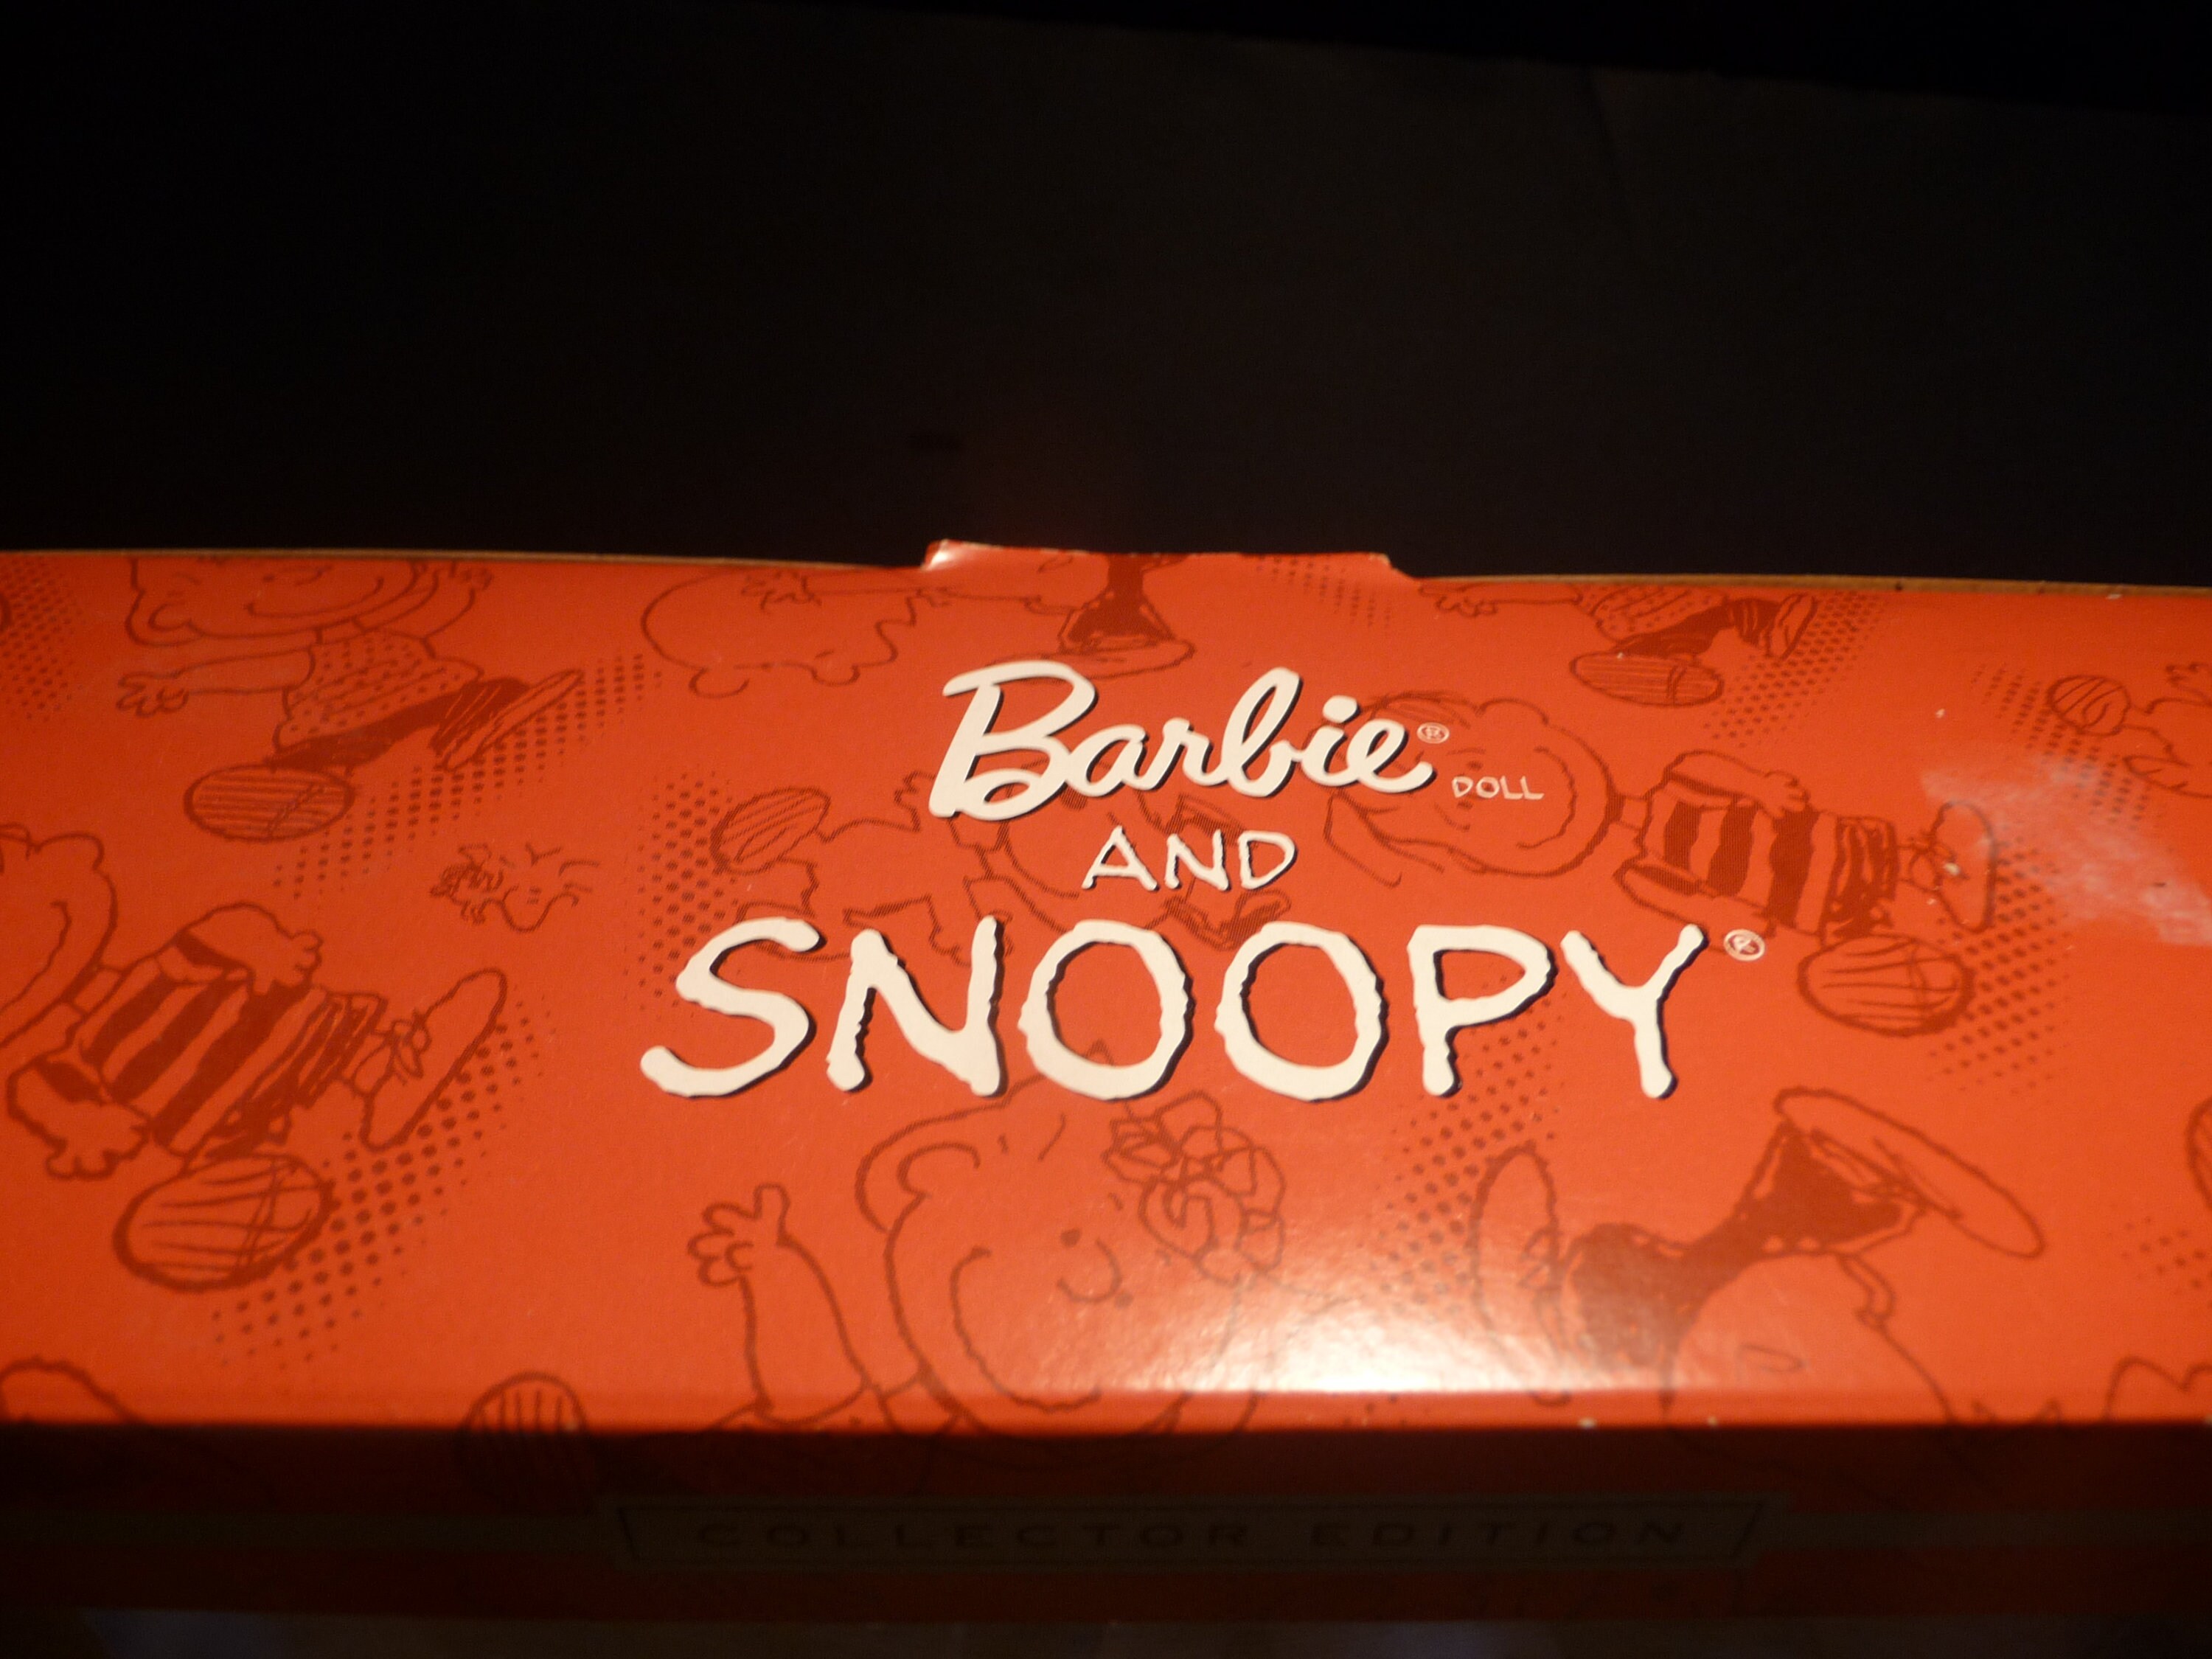 Barbie® DOLL
AND
SNOOPY®
COLLECTOR EDITION